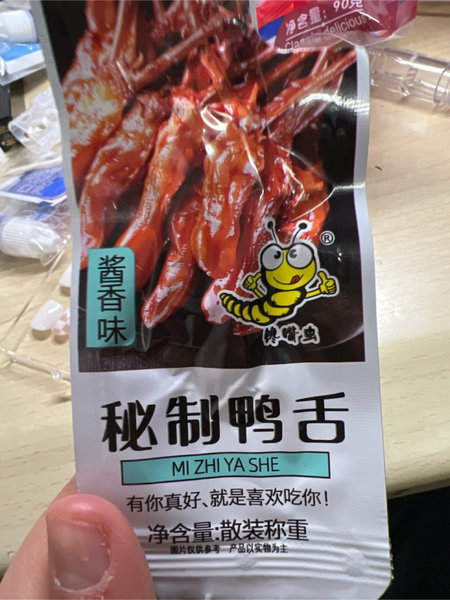 净含量: 90克
Classic delicious
酱香味
®
馋嘴虫
秘制鸭舌
MI ZHI YA SHE
有你真好、就是喜欢吃你!
净含量:散装称重
图片仅供参考 产品以实物为主